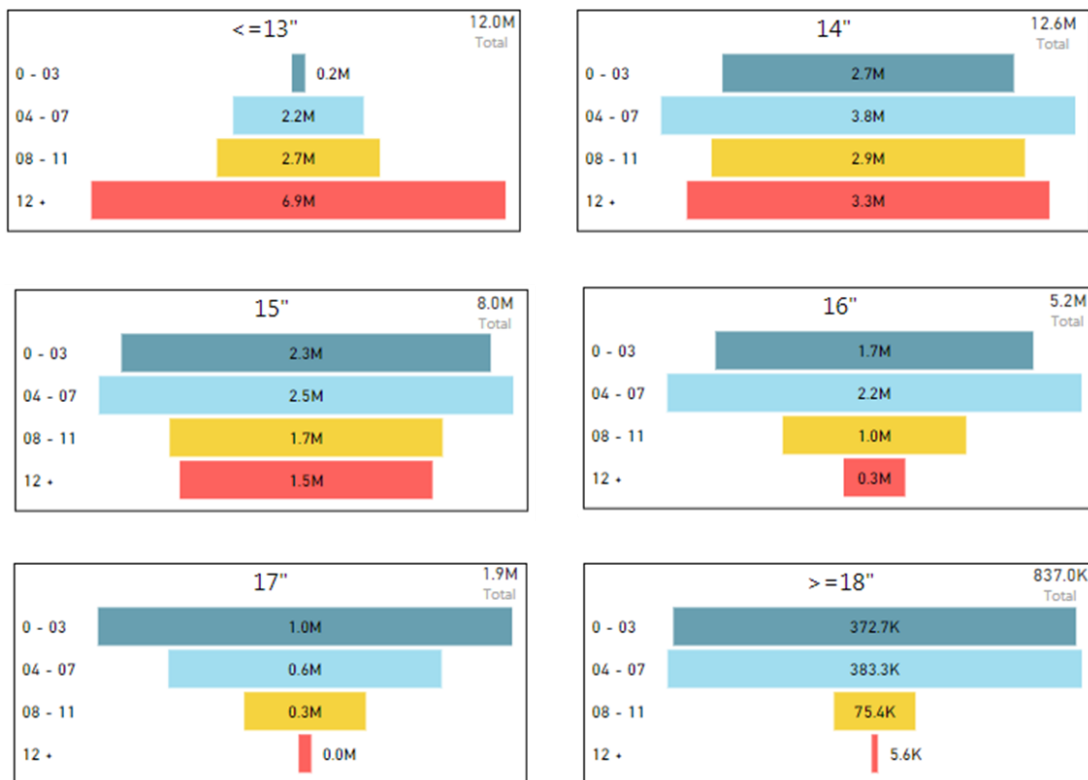 <=13"
12.0M
Total
0 - 03
0.2M
04 - 07
2.2M
08 - 11
2.7M
12 +
6.9M
14"
12.6M
Total
0 - 03
2.7M
04 - 07
3.8M
08 - 11
2.9M
12 +
3.3M
15"
8.0M
Total
0 - 03
2.3M
04 - 07
2.5M
08 - 11
1.7M
12 +
1.5M
16"
5.2M
Total
0 - 03
1.7M
04 - 07
2.2M
08 - 11
1.0M
12 +
0.3M
17"
1.9M
Total
0 - 03
1.0M
04 - 07
0.6M
08 - 11
0.3M
12 +
0.0M
>=18"
837.0K
Total
0 - 03
372.7K
04 - 07
383.3K
08 - 11
75.4K
12 +
5.6K